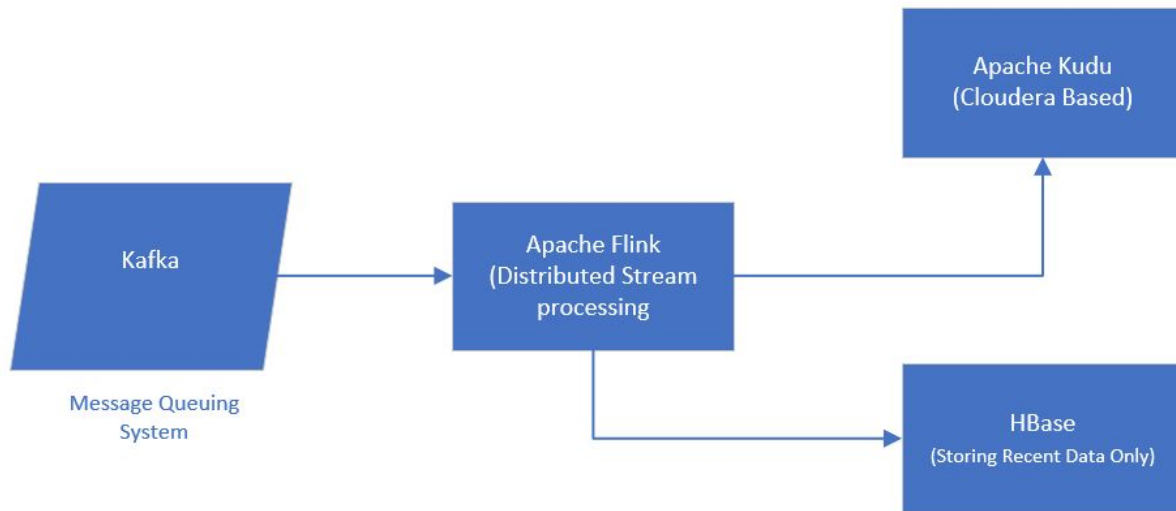 Apache Kudu
(Cloudera Based)
Kafka
Apache Flink
(Distributed Stream
processing
Message Queuing
System
HBase
(Storing Recent Data Only)